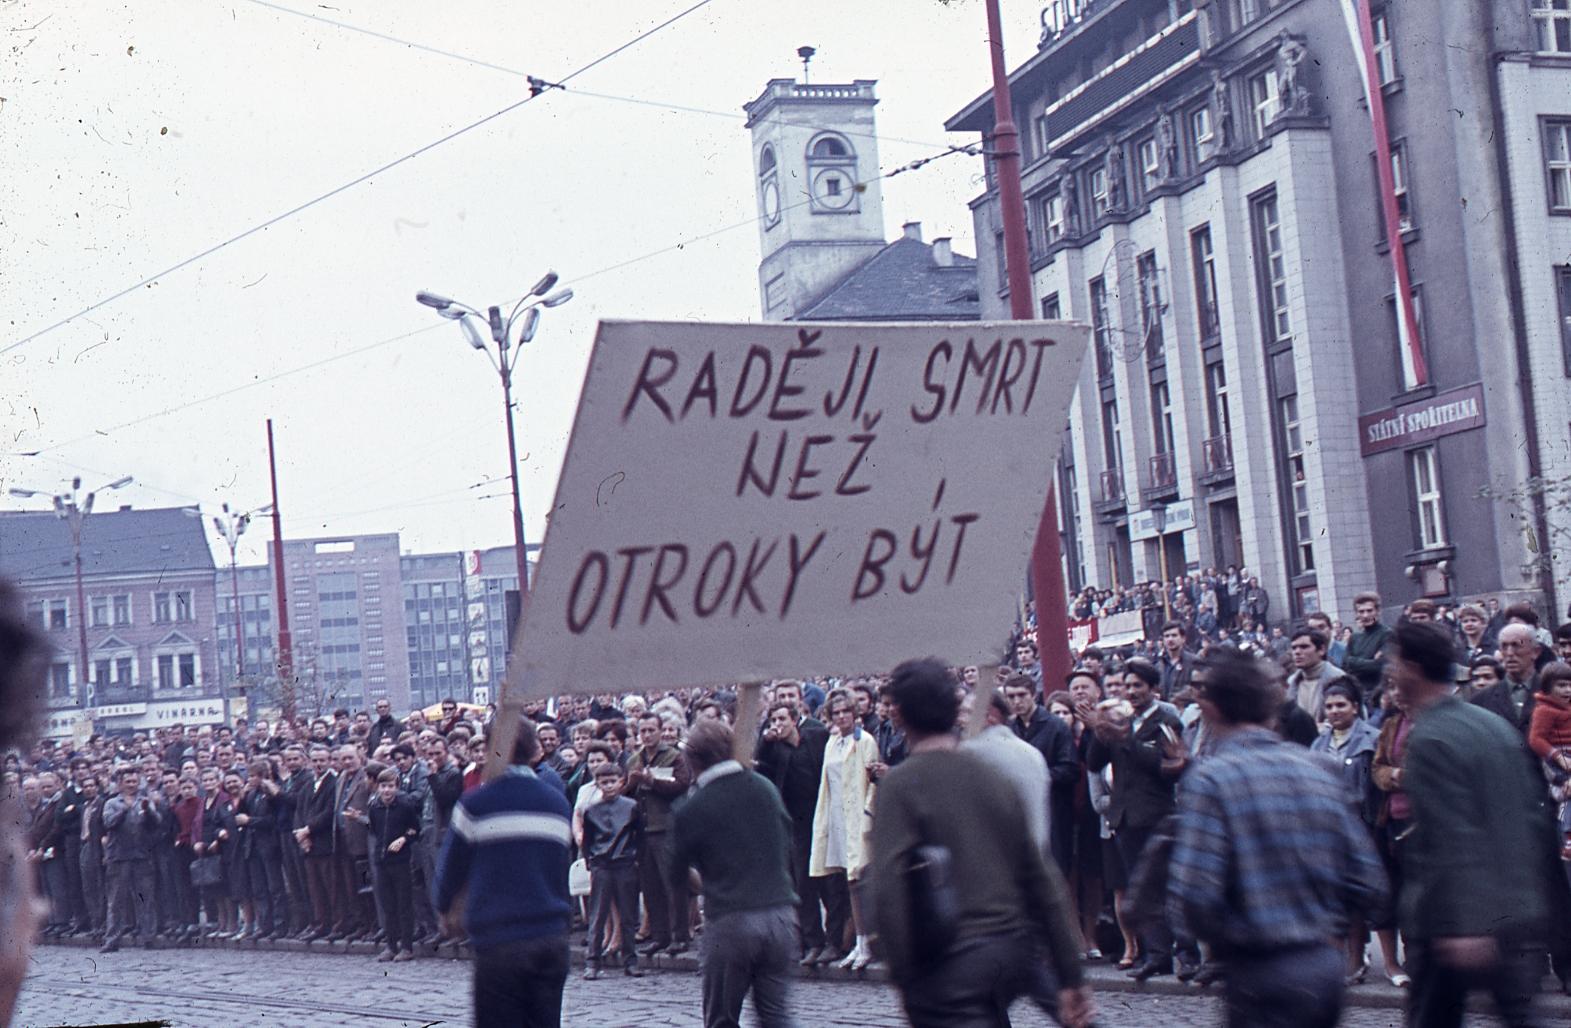 RADĚJI SMRT
NEŽ
OTROKY BÝT
STÁTNÍ SPOŘITELNA
VINÁRNA